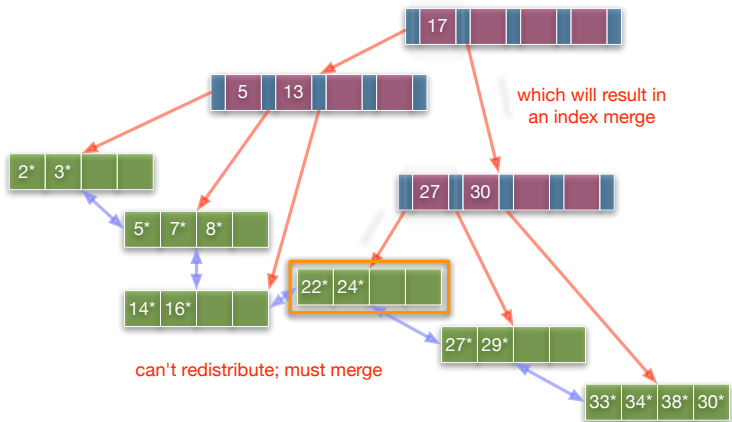 17
5 13
which will result in
an index merge
2* 3*
27 30
5* 7* 8*
22* 24*
14* 16*
27* 29*
can't redistribute; must merge
33* 34* 38* 30*